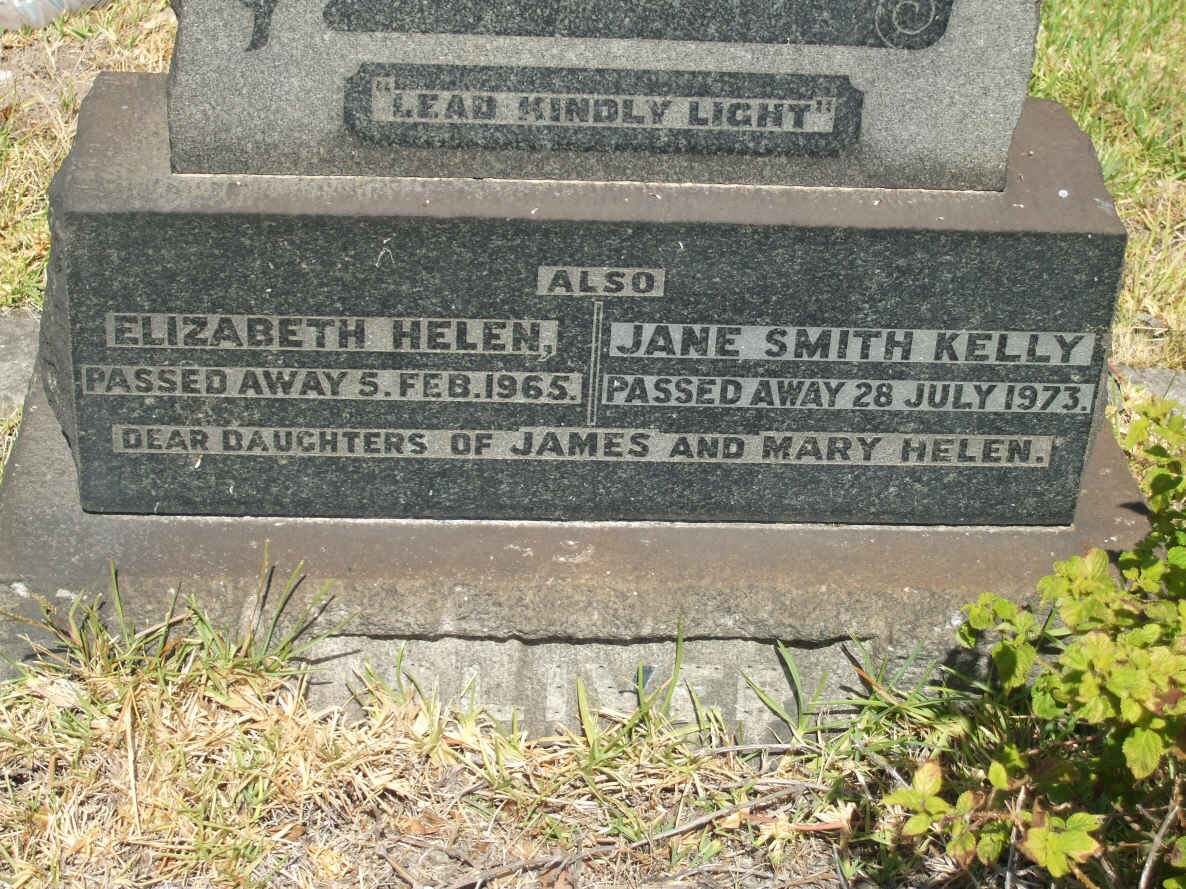 "LEAD KINDLY LIGHT"
ALSO
ELIZABETH HELEN,
PASSED AWAY 5. FEB. 1965.
JANE SMITH KELLY
PASSED AWAY 28 JULY 1973.
DEAR DAUGHTERS OF JAMES AND MARY HELEN.